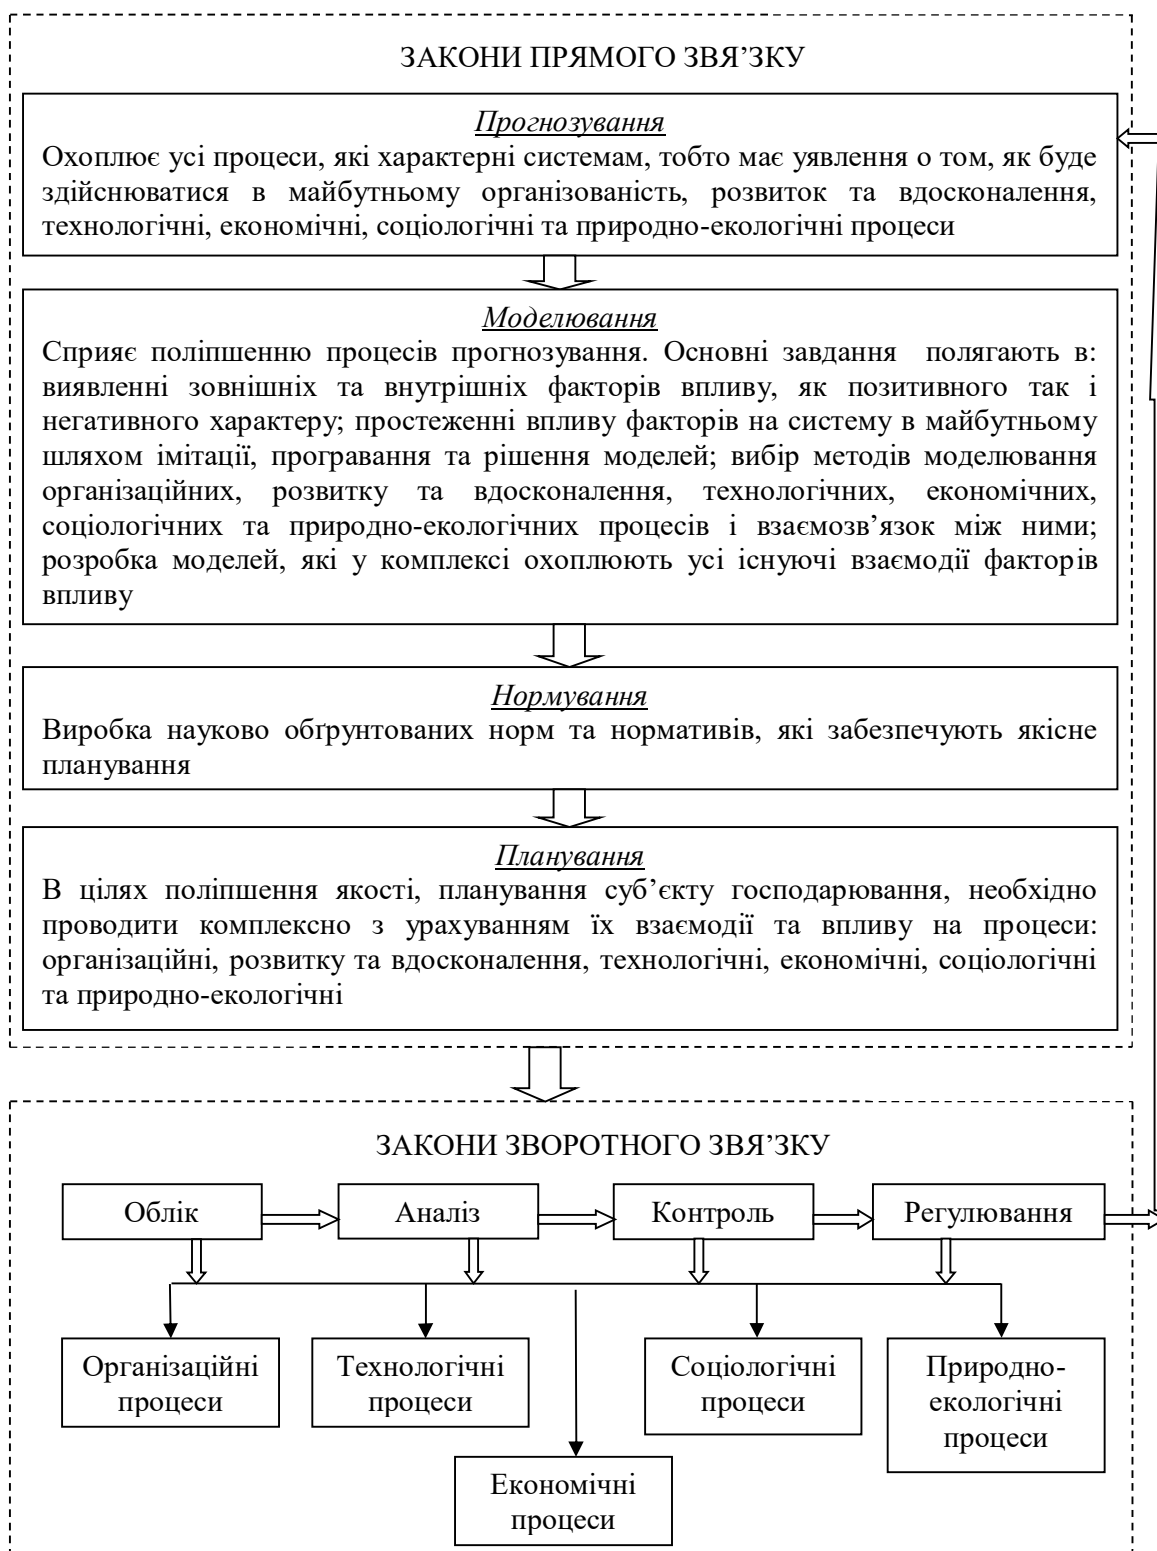 ЗАКОНИ ПРЯМОГО ЗВЯ’ЗКУ
Прогнозування
Охоплює усі процеси, які характерні системам, тобто має уявлення о том, як буде
здійснюватися в майбутньому організованість, розвиток та вдосконалення,
технологічні, економічні, соціологічні та природно-екологічні процеси
Моделювання
Сприяє поліпшенню процесів прогнозування. Основні завдання полягають в:
виявленні зовнішніх та внутрішніх факторів впливу, як позитивного так і
негативного характеру; простеженні впливу факторів на систему в майбутньому
шляхом імітації, програвання та рішення моделей; вибір методів моделювання
організаційних, розвитку та вдосконалення, технологічних, економічних,
соціологічних та природно-екологічних процесів і взаємозв’язок між ними;
розробка моделей, які у комплексі охоплюють усі існуючі взаємодії факторів
впливу
Нормування
Виробка науково обґрунтованих норм та нормативів, які забезпечують якісне
планування
Планування
В цілях поліпшення якості, планування суб’єкту господарювання, необхідно
проводити комплексно з урахуванням їх взаємодії та впливу на процеси:
організаційні, розвитку та вдосконалення, технологічні, економічні, соціологічні
та природно-екологічні
ЗАКОНИ ЗВОРОТНОГО ЗВЯ’ЗКУ
Облік
Аналіз
Контроль
Регулювання
Організаційні
процеси
Технологічні
процеси
Соціологічні
процеси
Природно-
екологічні
процеси
Економічні
процеси